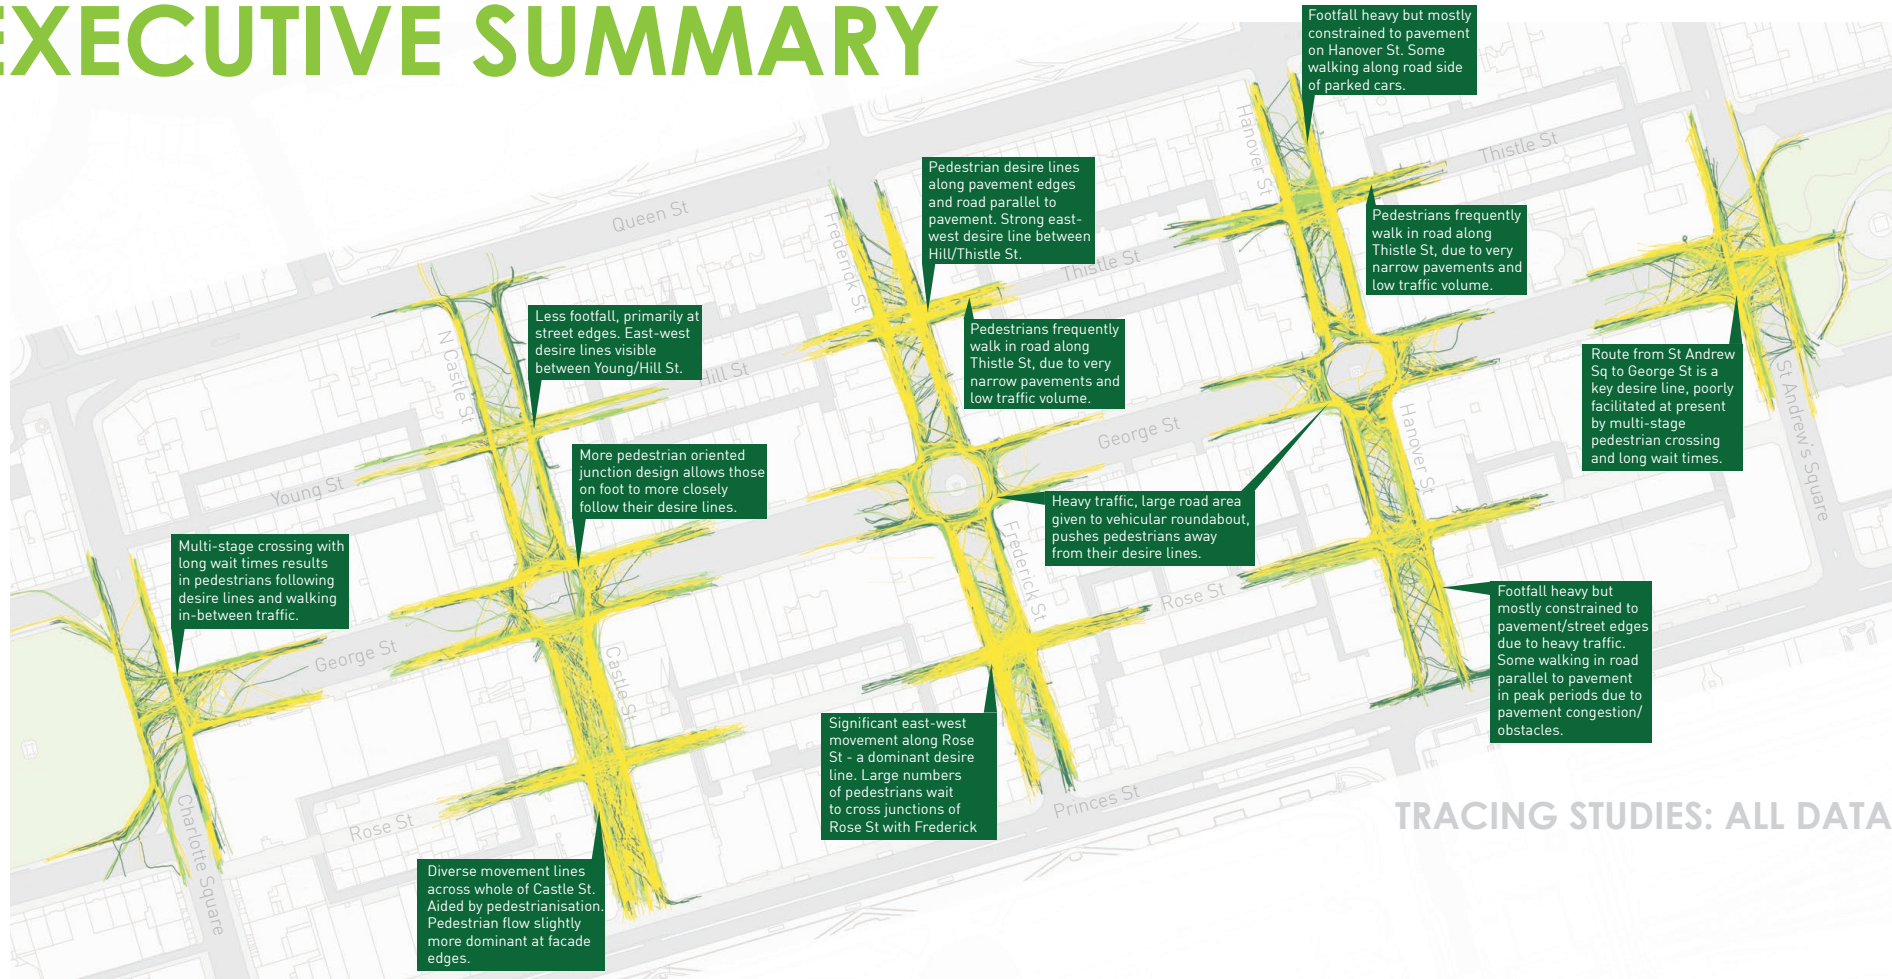 EXECUTIVE SUMMARY
Footfall heavy but mostly
constrained to pavement
on Hanover St. Some
walking along road side
of parked cars.
Hanover St
Thistle St
Pedestrian desire lines
along pavement edges
and road parallel to
pavement. Strong east-
west desire line between
Hill/Thistle St.
Queen St
Frederick St
Thistle St
Pedestrians frequently
walk in road along
Thistle St, due to very
narrow pavements and
low traffic volume.
Less footfall, primarily at
street edges. East-west
desire lines visible
between Young/Hill St.
N Castle St
Hill St
Pedestrians frequently
walk in road along
Thistle St, due to very
narrow pavements and
low traffic volume.
Route from St Andrew
Sq to George St is a
key desire line, poorly
facilitated at present
by multi-stage
pedestrian crossing
and long wait times.
St Andrew's Square
George St
Hanover St
More pedestrian oriented
junction design allows those
on foot to more closely
follow their desire lines.
Young St
Heavy traffic, large road area
given to vehicular roundabout,
pushes pedestrians away
from their desire lines.
Frederick St
Multi-stage crossing with
long wait times results
in pedestrians following
desire lines and walking
in-between traffic.
Rose St
Footfall heavy but
mostly constrained to
pavement/street edges
due to heavy traffic.
Some walking in road
parallel to pavement
in peak periods due to
pavement congestion/
obstacles.
George St
Castle St
Significant east-west
movement along Rose
St - a dominant desire
line. Large numbers
of pedestrians wait
to cross junctions of
Rose St with Frederick
Princes St
TRACING STUDIES: ALL DATA
Charlotte Square
Rose St
Diverse movement lines
across whole of Castle St.
Aided by pedestrianisation.
Pedestrian flow slightly
more dominant at facade
edges.